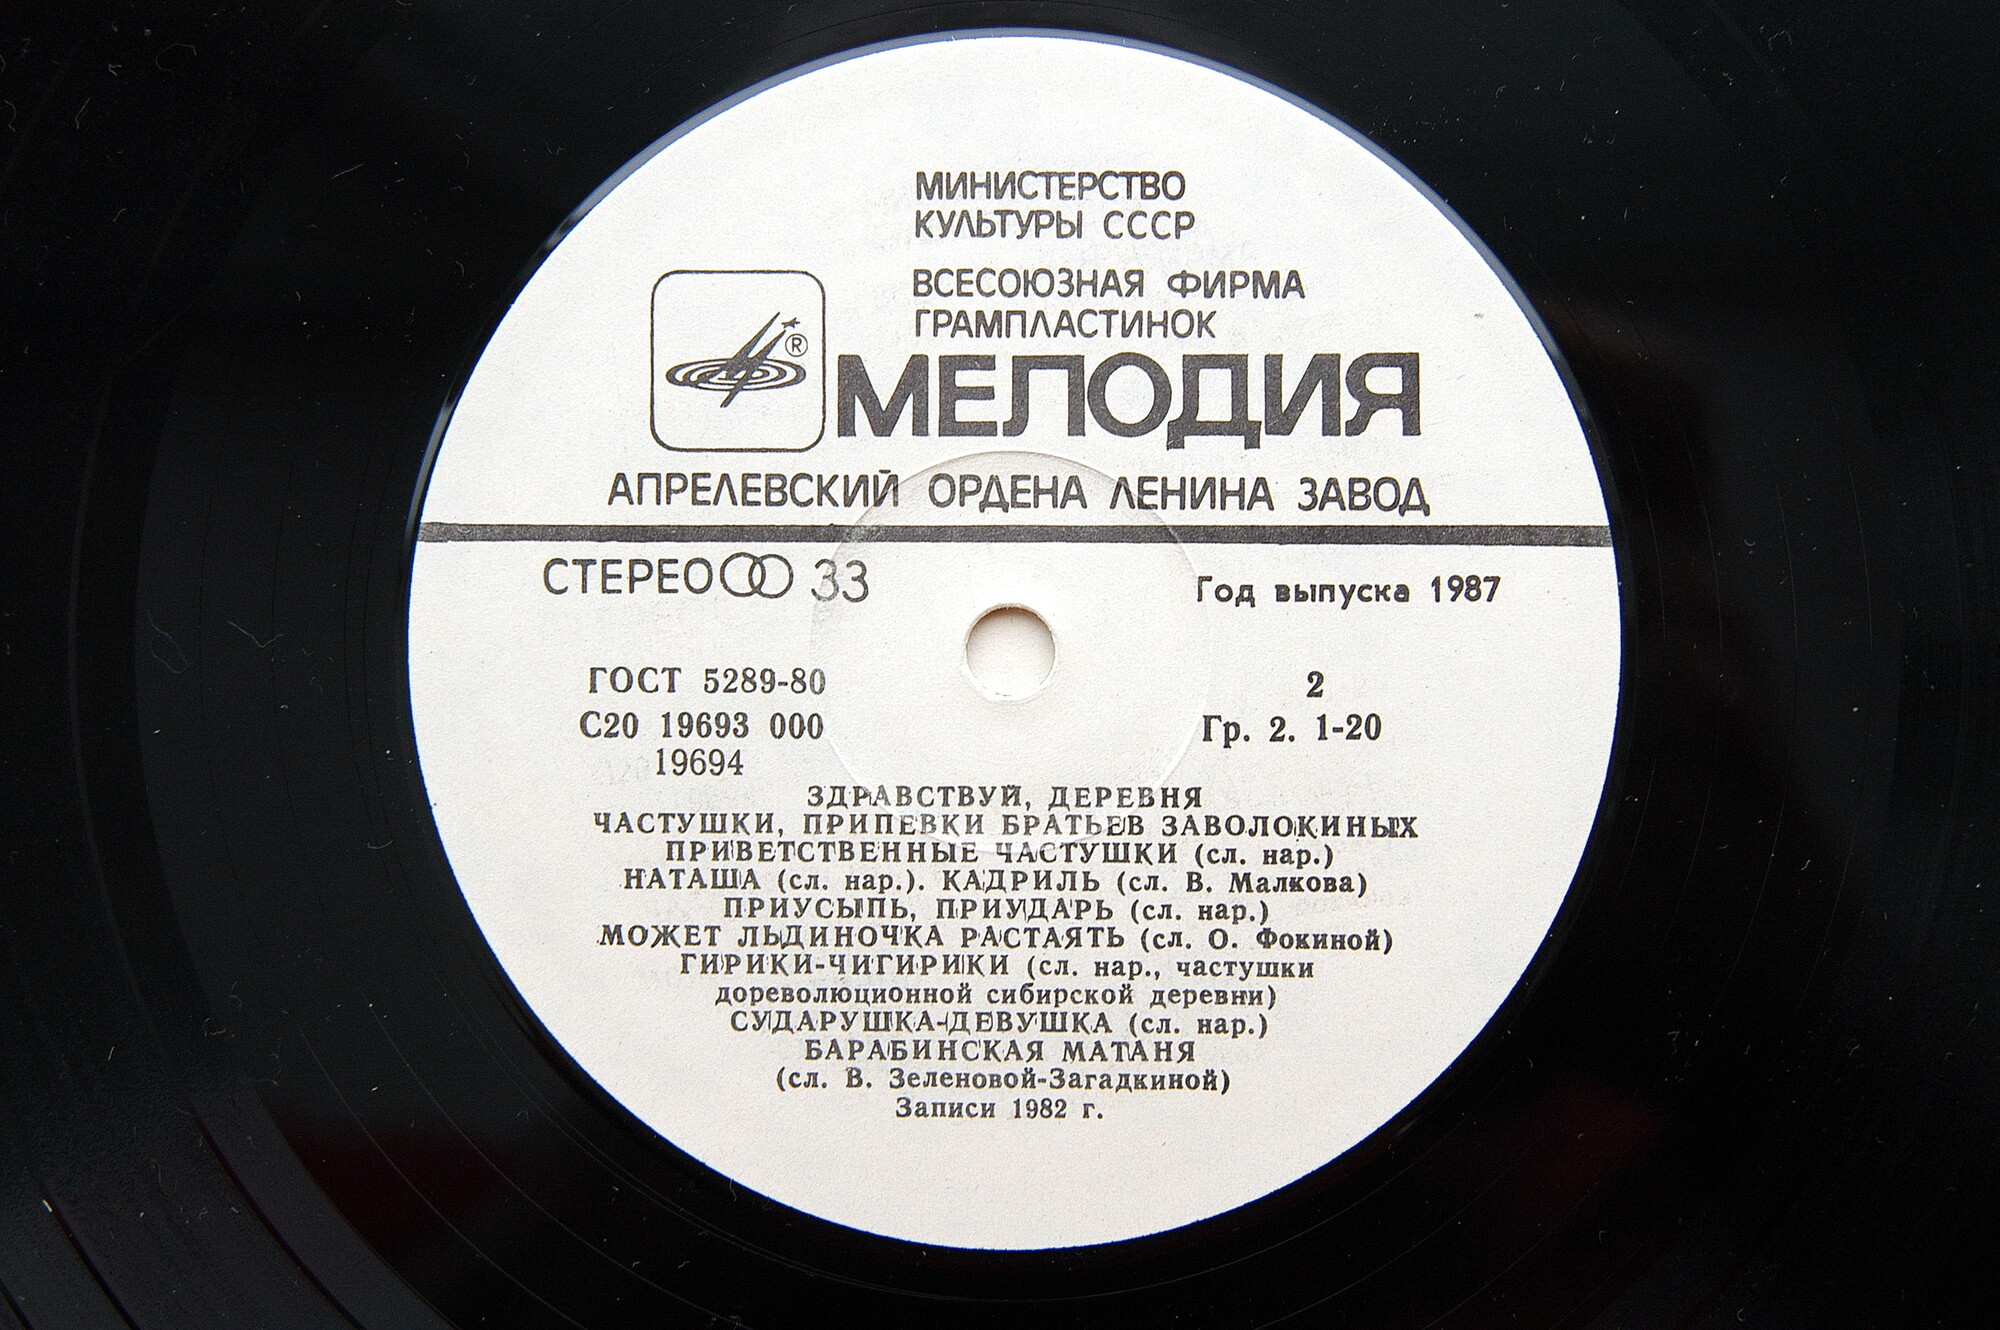 МИНИСТЕРСТВО
КУЛЬТУРЫ СССР
ВСЕСОЮЗНАЯ ФИРМА
ГРАМПЛАСТИНОК
®
МЕЛОДИЯ
АПРЕЛЕВСКИЙ ОРДЕНА ЛЕНИНА ЗАВОД
СТЕРЕО 33
Год выпуска 1987
ГОСТ 5289-80
2
С20 19693 000
Гр. 2. 1-20
19694
ЗДРАВСТВУЙ, ДЕРЕВНЯ
ЧАСТУШКИ, ПРИПЕВКИ БРАТЬЕВ ЗАВОЛОКИНЫХ
ПРИВЕТСТВЕННЫЕ ЧАСТУШКИ (сл. нар.)
НАТАША (сл. нар.). КАДРИЛЬ (сл. В. Малкова)
ПРИУСЫПЬ, ПРИУДАРЬ (сл. нар.)
МОЖЕТ ЛЬДИНОЧКА РАСТАЯТЬ (сл. О. Фокиной)
ГИРИКИ-ЧИГИРИКИ (сл. нар., частушки
дореволюционной сибирской деревни)
СУДАРУШКА-ДЕВУШКА (сл. нар.)
БАРАБИНСКАЯ МАТАНЯ
(сл. В. Зеленовой-Загадкиной)
Записи 1982 г.